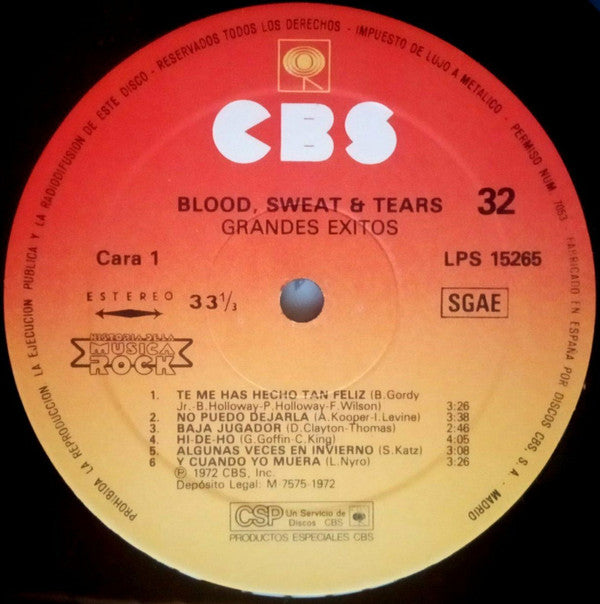 PROHIBIDA LA REPRODUCCION LA EJECUCION PUBLICA Y LA RADIODIFUSION DE ESTE DISCO - RESERVADOS TODOS LOS DERECHOS - IMPUESTO DE LUJO A METALICO - PERMISO NUM. 7053 FABRICADO EN ESPAÑA POR DISCOS CBS, S.A. - MADRID
CBS
BLOOD, SWEAT & TEARS 32
GRANDES EXITOS
Cara 1 LPS 15265
ESTEREO 33 1/3 SGAE
HISTORIA DE LA
MUSICA
ROCK
1. TE ME HAS HECHO TAN FELIZ (B. Gordy
Jr.-B. Holloway-P. Holloway-F. Wilson) 3:26
2. NO PUEDO DEJARLA (A. Kooper-I. Levine) 3:38
3. BAJA JUGADOR (D. Clayton-Thomas) 2:46
4. HI-DE-HO (G. Goffin-C. King) 4:05
5. ALGUNAS VECES EN INVIERNO (S. Katz) 3:08
6 Y CUANDO YO MUERA (L. Nyro) 3:26
℗ 1972 CBS, Inc.
Depósito Legal: M 7575-1972
CSP Un Servicio de
Discos CBS
PRODUCTOS ESPECIALES CBS